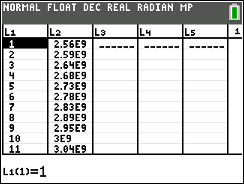 NORMAL FLOAT DEC REAL RADIAN MP
L1 L2 L3 L4 L5 1
1 2.56E9 ------ ------ ------
2 2.59E9
3 2.64E9
4 2.68E9
5 2.73E9
6 2.78E9
7 2.83E9
8 2.89E9
9 2.95E9
10 3E9
11 3.04E9
L1(1)=1